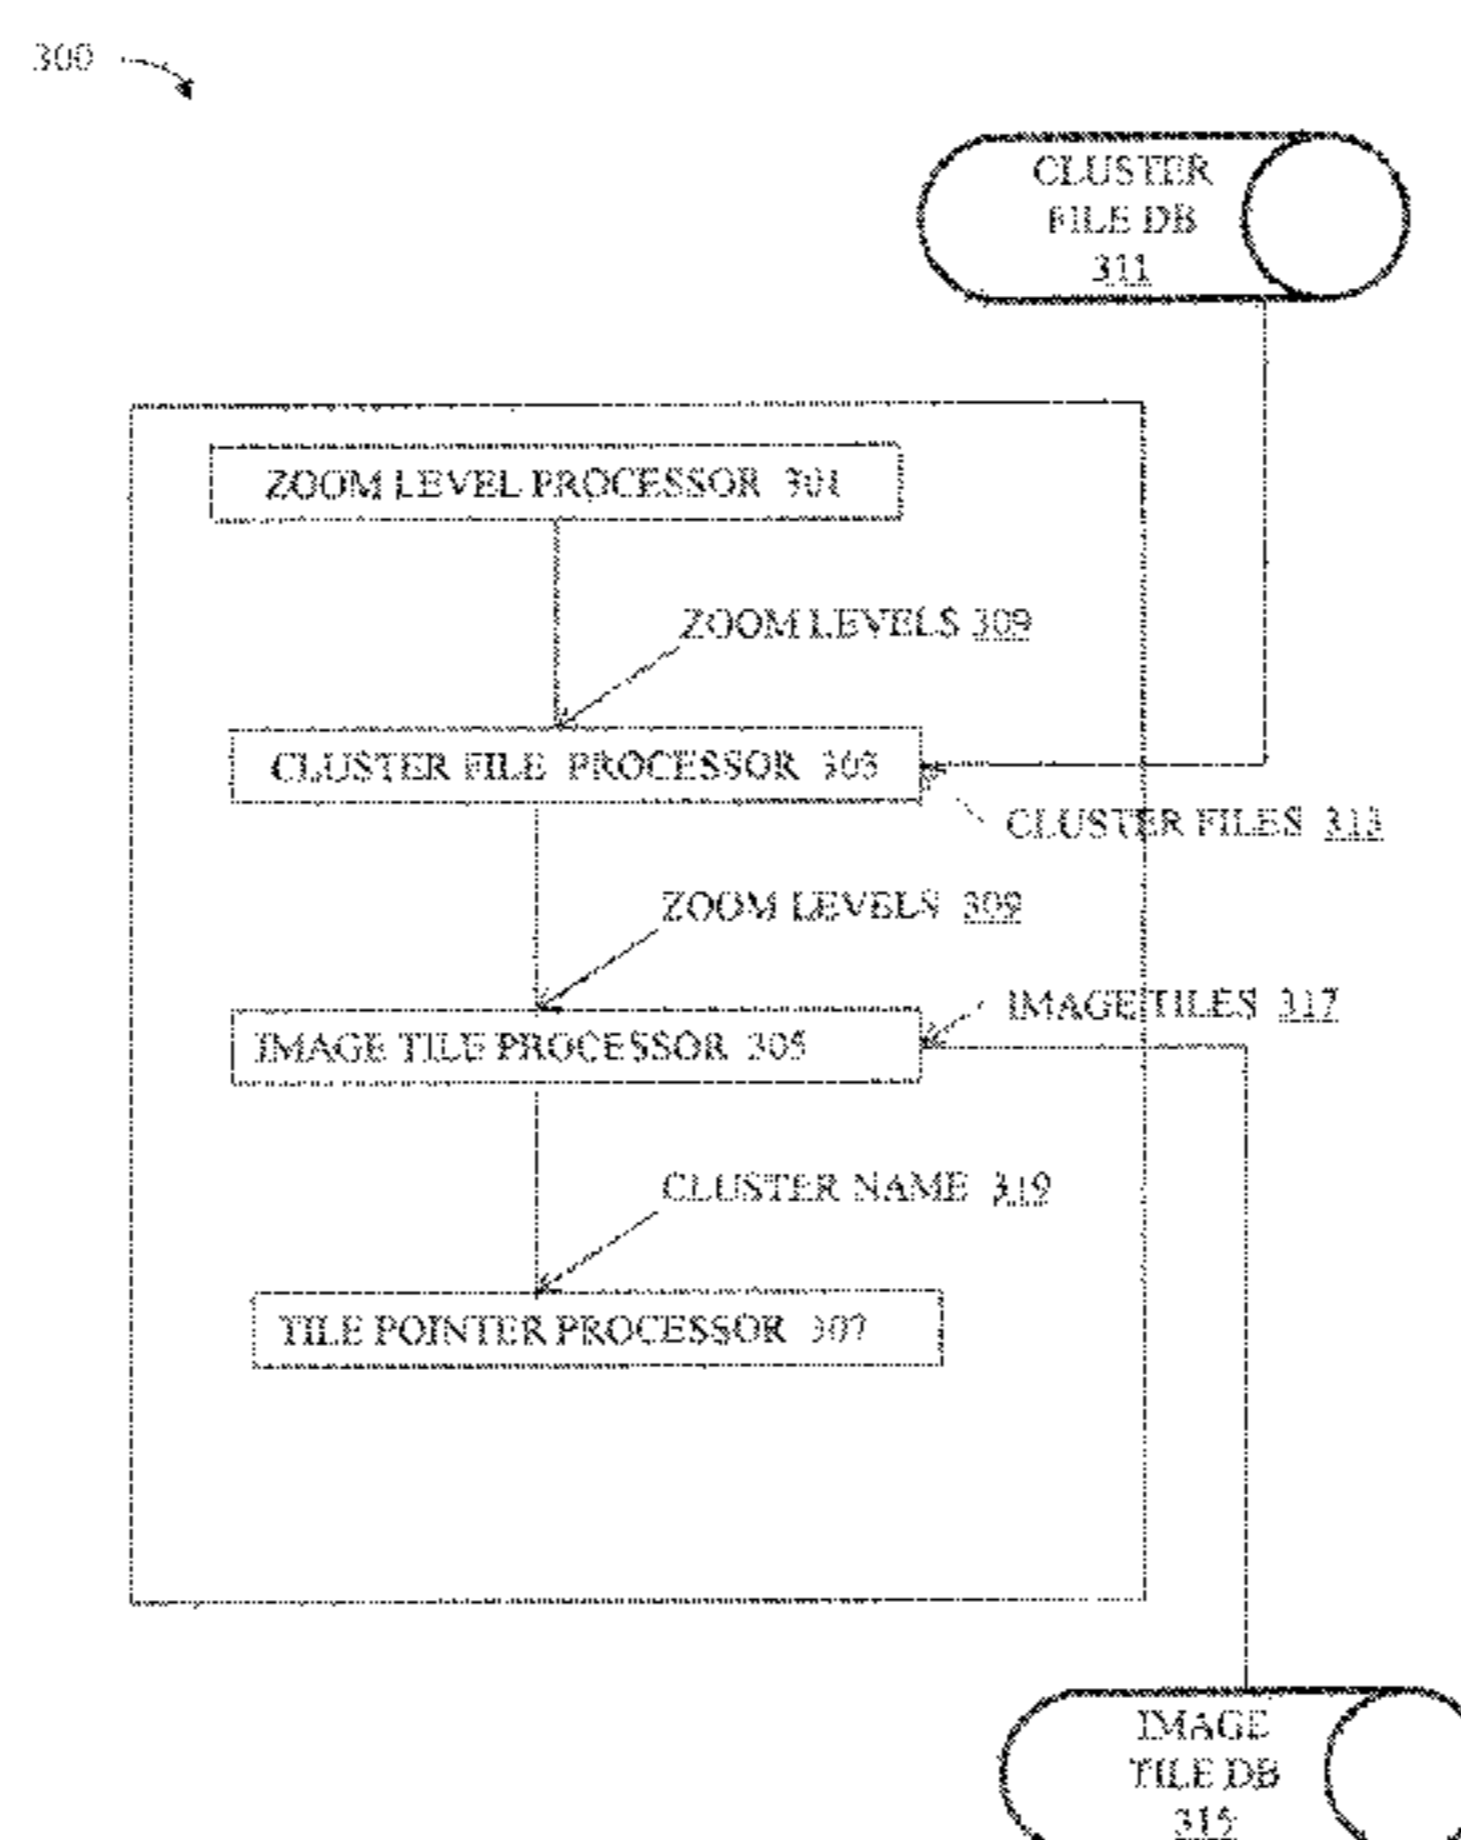 300
CLUSTER
FILE DB
311
ZOOM LEVEL PROCESSOR 301
ZOOM LEVELS 309
CLUSTER FILE PROCESSOR 303
CLUSTER FILES 313
ZOOM LEVELS 309
IMAGE TILES 317
IMAGE TILE PROCESSOR 305
CLUSTER NAME 319
TILE POINTER PROCESSOR 307
IMAGE
TILE DB
315